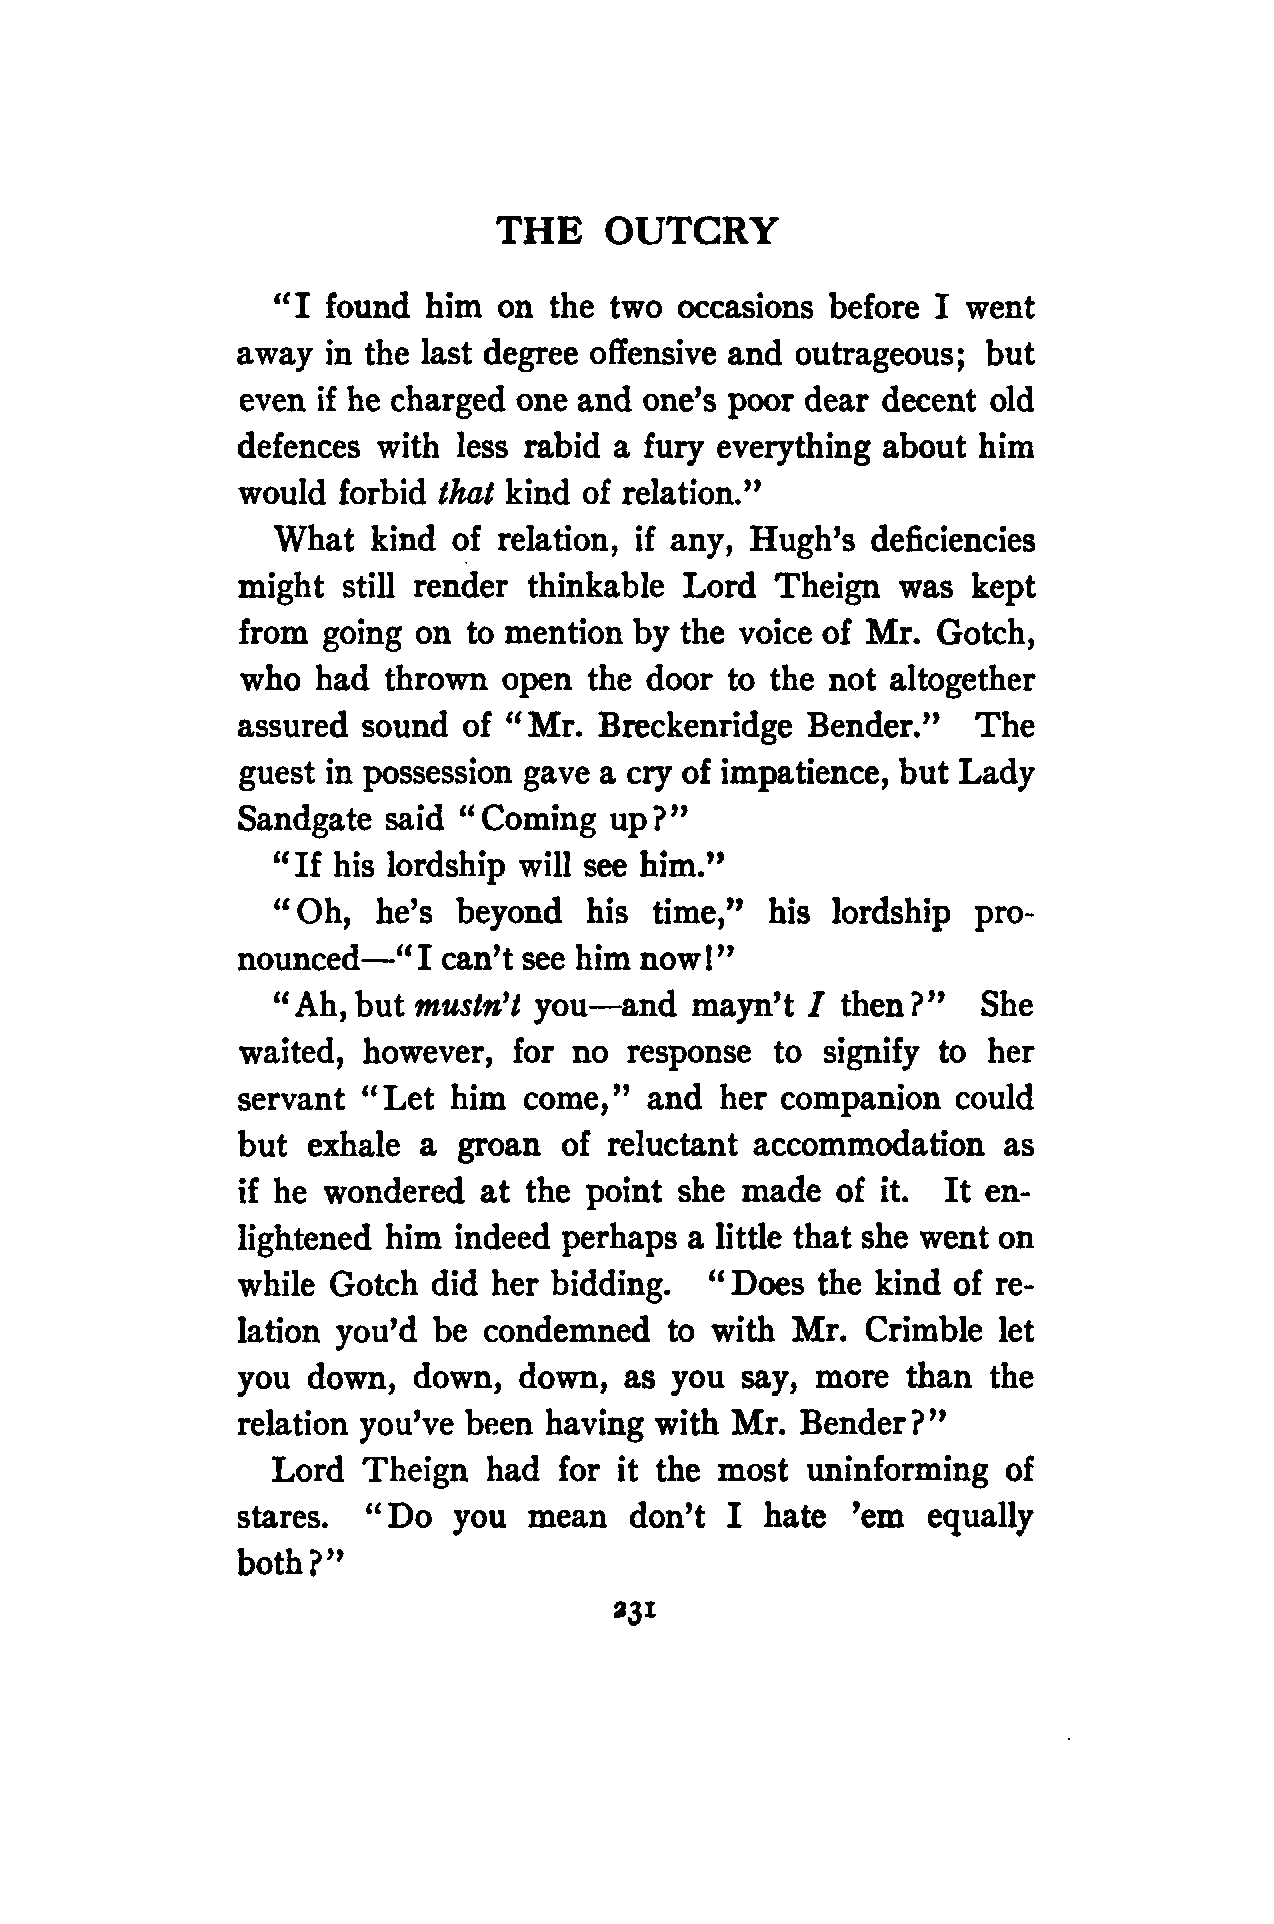 THE OUTCRY
"I found him on the two occasions before I went
away in the last degree offensive and outrageous; but
even if he charged one and one's poor dear decent old
defences with less rabid a fury everything about him
would forbid that kind of relation."
What kind of relation, if any, Hugh's deficiencies
might still render thinkable Lord Theign was kept
from going on to mention by the voice of Mr. Gotch,
who had thrown open the door to the not altogether
assured sound of "Mr. Breckenridge Bender." The
guest in possession gave a cry of impatience, but Lady
Sandgate said "Coming up?"
"If his lordship will see him."
"Oh, he's beyond his time," his lordship pro-
nounced—"I can't see him now!"
"Ah, but mustn't you—and mayn't I then?" She
waited, however, for no response to signify to her
servant "Let him come," and her companion could
but exhale a groan of reluctant accommodation as
if he wondered at the point she made of it. It en-
lightened him indeed perhaps a little that she went on
while Gotch did her bidding. "Does the kind of re-
lation you'd be condemned to with Mr. Crimble let
you down, down, down, as you say, more than the
relation you've been having with Mr. Bender?"
Lord Theign had for it the most uninforming of
stares. "Do you mean don't I hate 'em equally
both?"
231